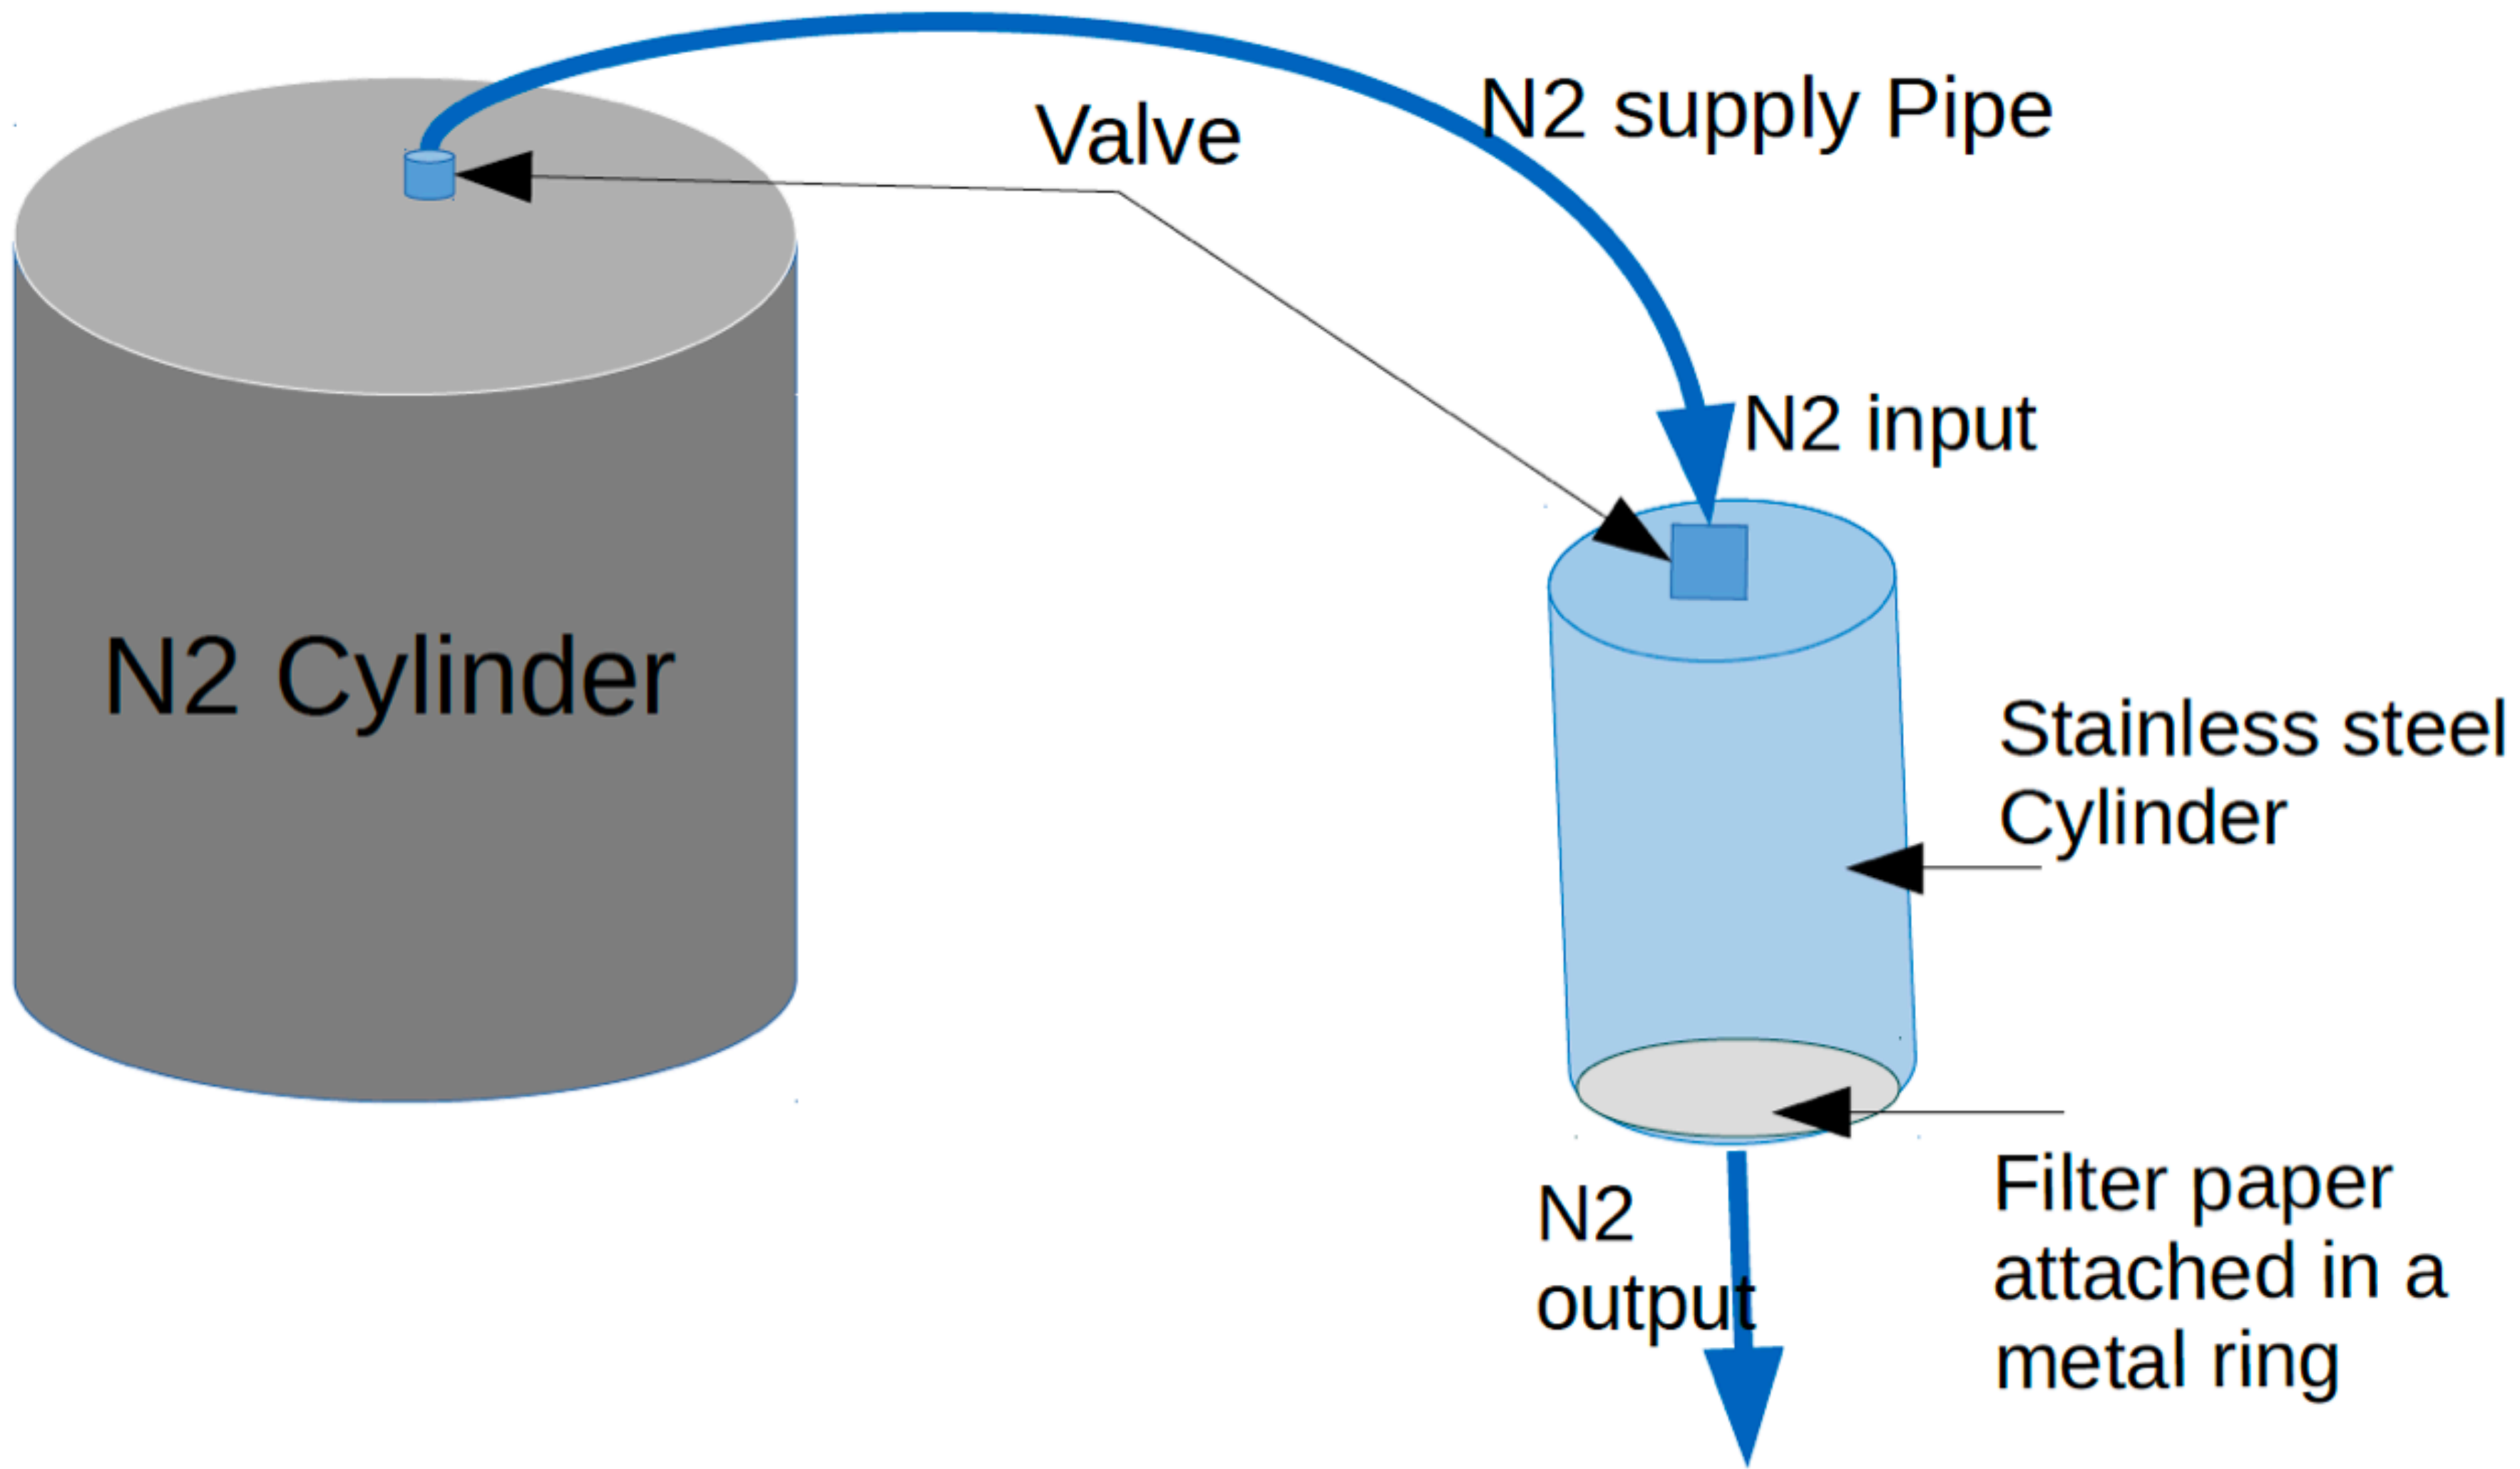 N2 supply Pipe
Valve
N2 input
N2 Cylinder
Stainless steel
Cylinder
N2
output
Filter paper
attached in a
metal ring